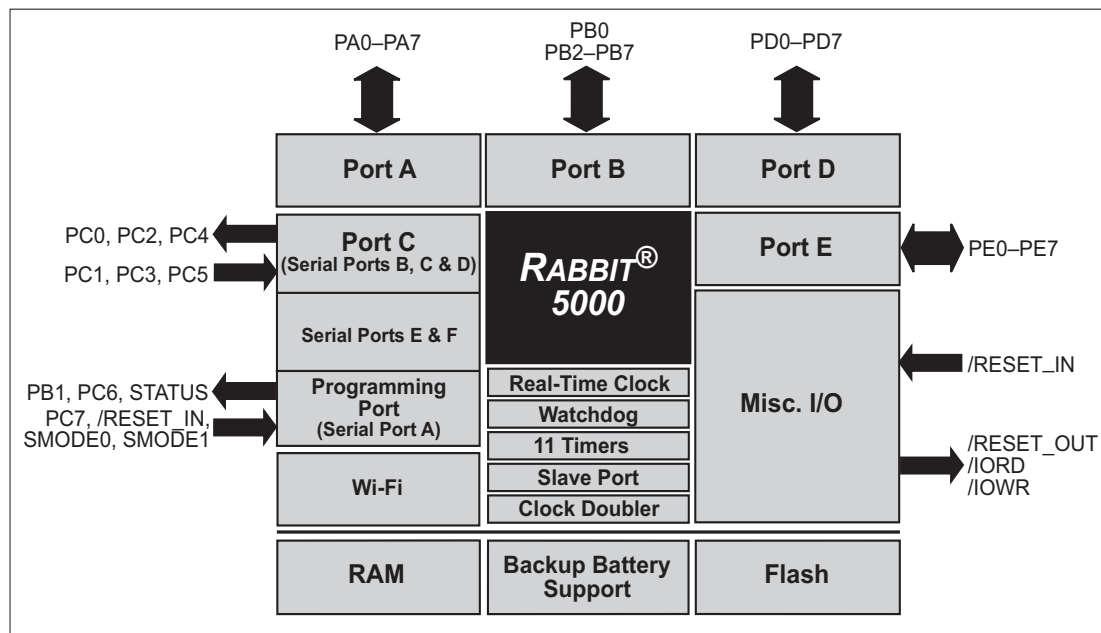 PA0–PA7
PB0
PB2–PB7
PD0–PD7
Port A
Port B
Port D
PC0, PC2, PC4
PC1, PC3, PC5
Port C
(Serial Ports B, C & D)
RABBIT®
5000
Port E
PE0–PE7
Serial Ports E & F
PB1, PC6, STATUS
PC7, /RESET_IN,
SMODE0, SMODE1
Programming
Port
(Serial Port A)
Real-Time Clock
Watchdog
11 Timers
Slave Port
Clock Doubler
Misc. I/O
/RESET_IN
/RESET_OUT
/IORD
/IOWR
Wi-Fi
RAM
Backup Battery
Support
Flash